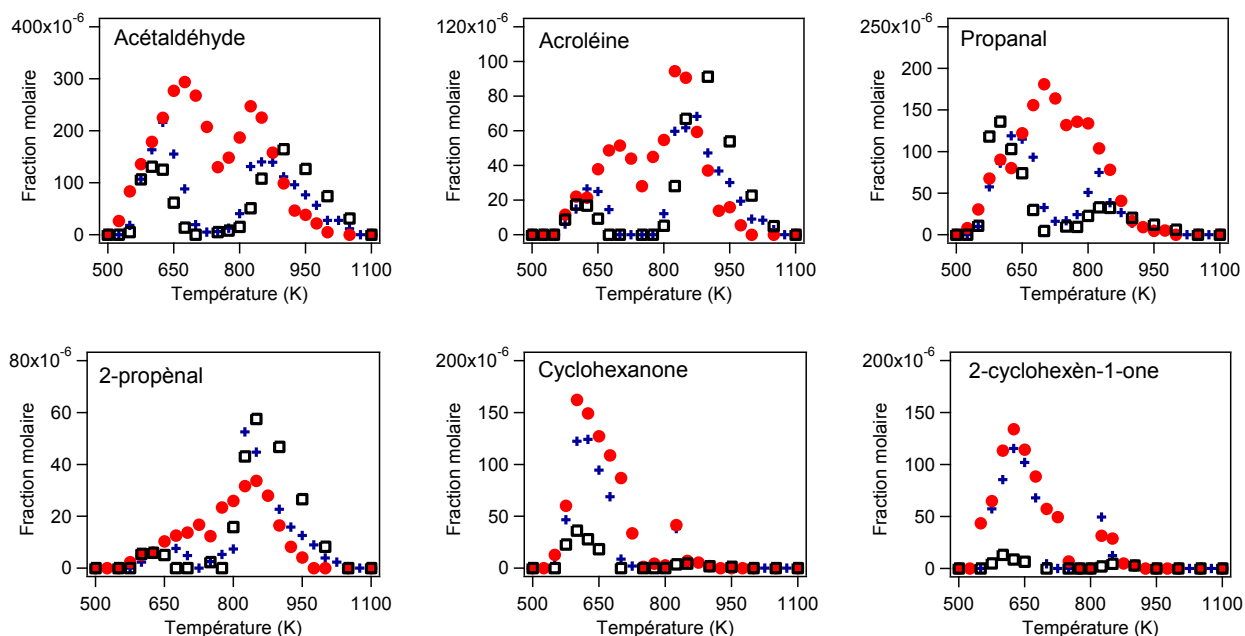 400x10-6
300
200
100
0
Fraction molaire
Acétaldéhyde
500 650 800 950 1100
Température (K)
120x10-6
100
80
60
40
20
0
Fraction molaire
Acroléine
500 650 800 950 1100
Température (K)
250x10-6
200
150
100
50
0
Fraction molaire
Propanal
500 650 800 950 1100
Température (K)
80x10-6
60
40
20
0
Fraction molaire
2-propènal
500 650 800 950 1100
Température (K)
200x10-6
150
100
50
0
Fraction molaire
Cyclohexanone
500 650 800 950 1100
Température (K)
200x10-6
150
100
50
0
Fraction molaire
2-cyclohexèn-1-one
500 650 800 950 1100
Température (K)